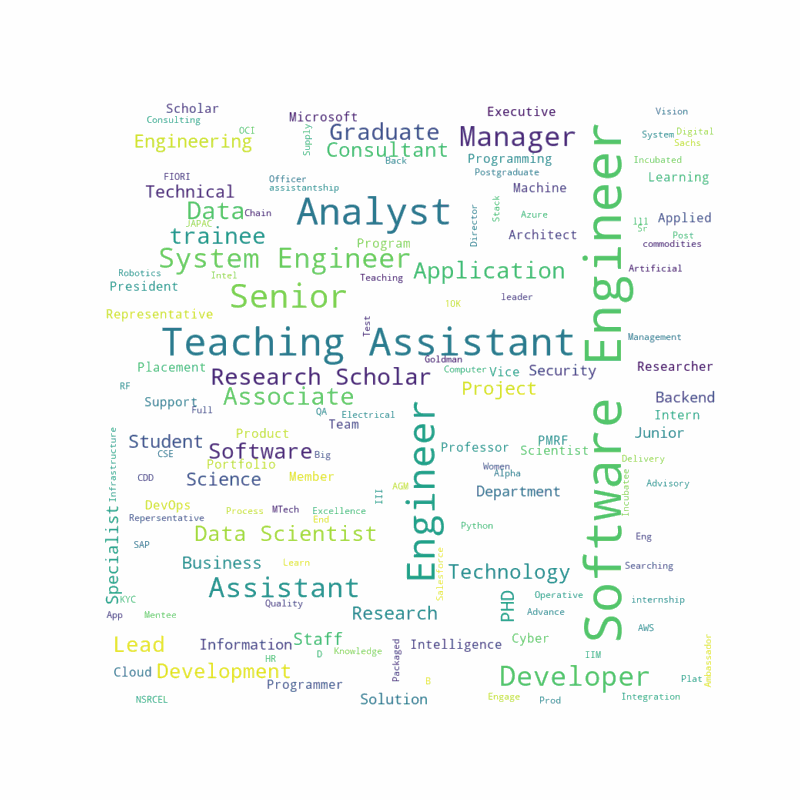 Scholar
Consulting
OCI
Engineering
Supply
Microsoft
Graduate
Consultant
Back
Executive
Manager
Programming
Postgraduate
Vision
System
Digital
Sachs
Incubated
Learning
FIORI
Technical
Officer
assistantship
Machine
Data
Chain
JAPAC
Analyst
Director
Stack
Azure
Architect
III
Sr
Applied
Post
commodities
trainee
Program
System Engineer
Robotics
Intel
Teaching
Application
Artificial
President
Senior
10K
leader
Representative
Test
Software Engineer
Teaching Assistant
Management
Goldman
Placement
Research Scholar
Computer
Vice
Security
Researcher
RF
Associate
Project
Support
Full
QA
Electrical
Team
Backend
Intern
Junior
Student
Product
CSE
Software
Big
Portfolio
Engineer
Professor
PMRF
Scientist
Delivery
Infrastructure
CDD
Science
Member
AGM
III
Women
Alpha
Department
Incubatee
Advisory
DevOps
Repersentative
Process
MTech
Excellence
End
Python
Data Scientist
SAP
Eng
Specialist
Business
Learn
Salesforce
Technology
Searching
KYC
Assistant
Quality
PHD
Operative
internship
App
Mentee
Research
Advance
AWS
Lead
Information
Staff
Knowledge
Packaged
Intelligence
Cyber
IIM
Ambassador
HR
D
Cloud
Development
Programmer
B
Developer
Plat
NSRCEL
Solution
Engage
Prod
Integration